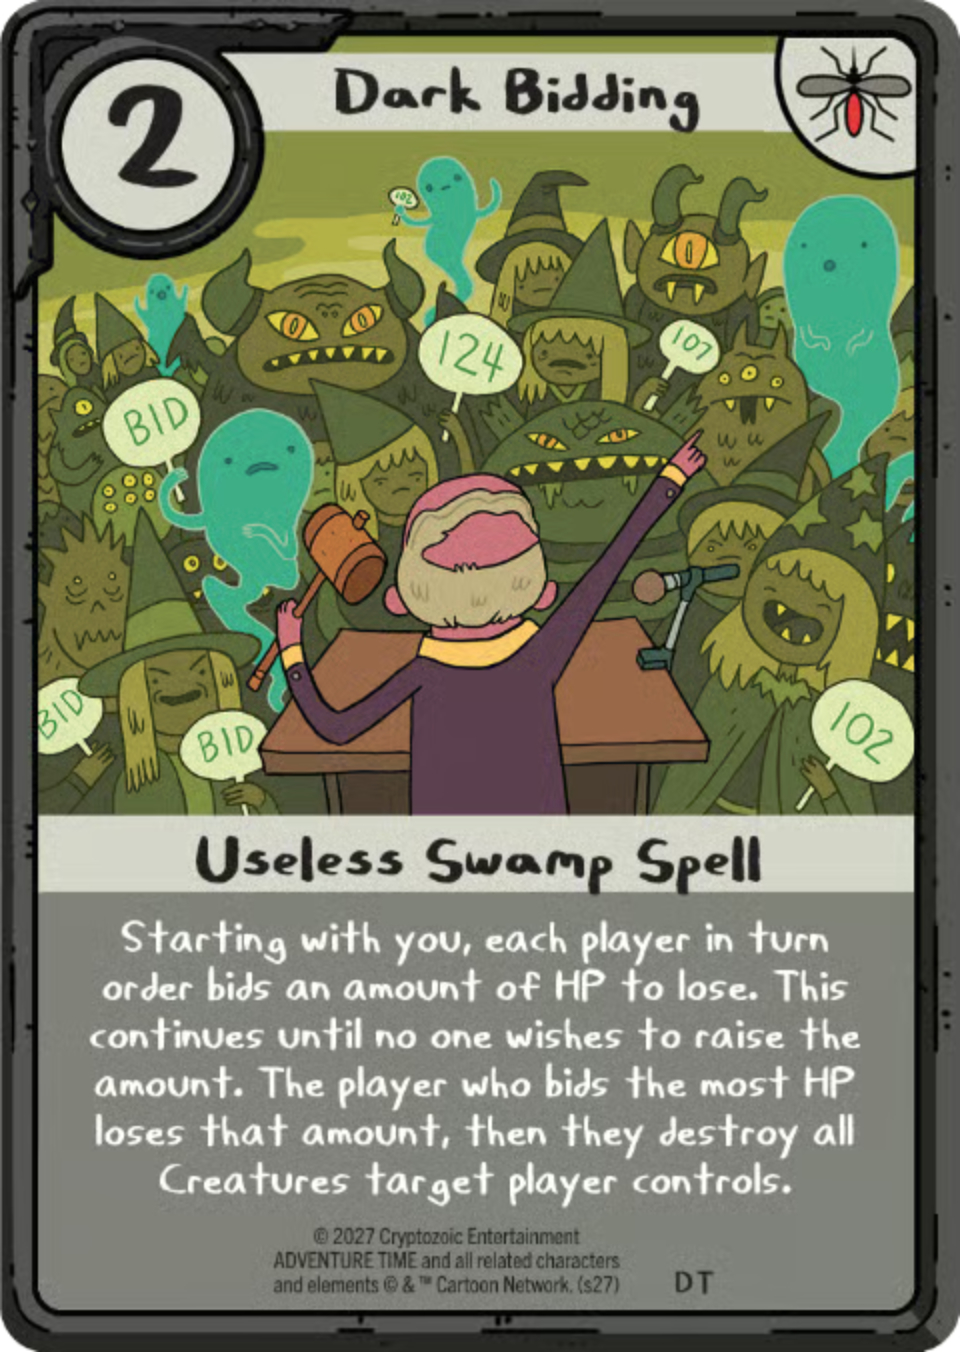 2
Dark Bidding
102
124
107
BID
BID
BID
102
Useless Swamp Spell
Starting with you, each player in turn
order bids an amount of HP to lose. This
continues until no one wishes to raise the
amount. The player who bids the most HP
loses that amount, then they destroy all
Creatures target player controls.
© 2027 Cryptozoic Entertainment
ADVENTURE TIME and all related characters
and elements © & ™ Cartoon Network. (s27)
DT